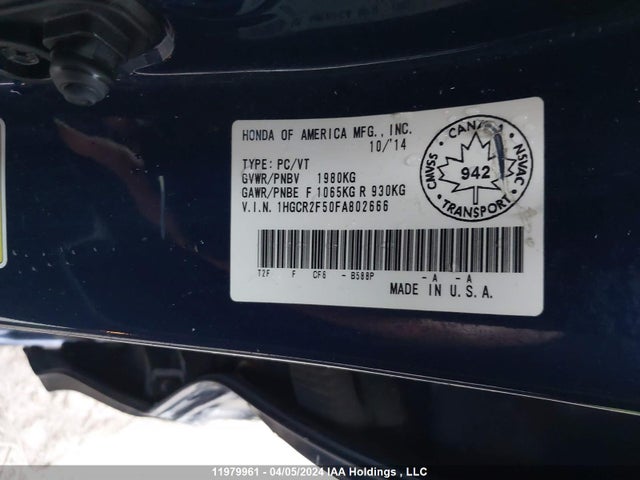 HONDA OF AMERICA MFG., INC.
10/'14
TYPE: PC/VT
GVWR/PNBV 1980KG
GAWR/PNBE F 1065KG R 930KG
V.I.N. 1HGCR2F50FA802666
CANADA
CMVSS
NSVAC
942
TRANSPORT
T2F F CF6 - B588P - A - A
MADE IN U.S.A.
11979961 - 04/05/2024 IAA Holdings , LLC